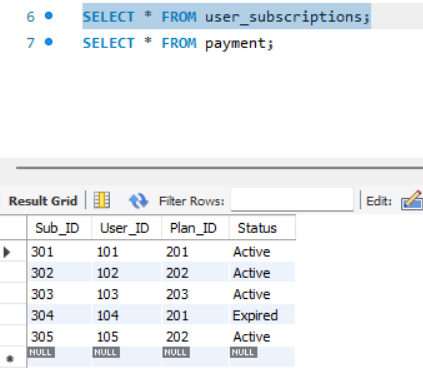 6 SELECT * FROM user_subscriptions;
7 SELECT * FROM payment;
Result Grid Filter Rows: Edit:
Sub_ID User_ID Plan_ID Status
301 101 201 Active
302 102 202 Active
303 103 203 Active
304 104 201 Expired
305 105 202 Active
NULL NULL NULL NULL